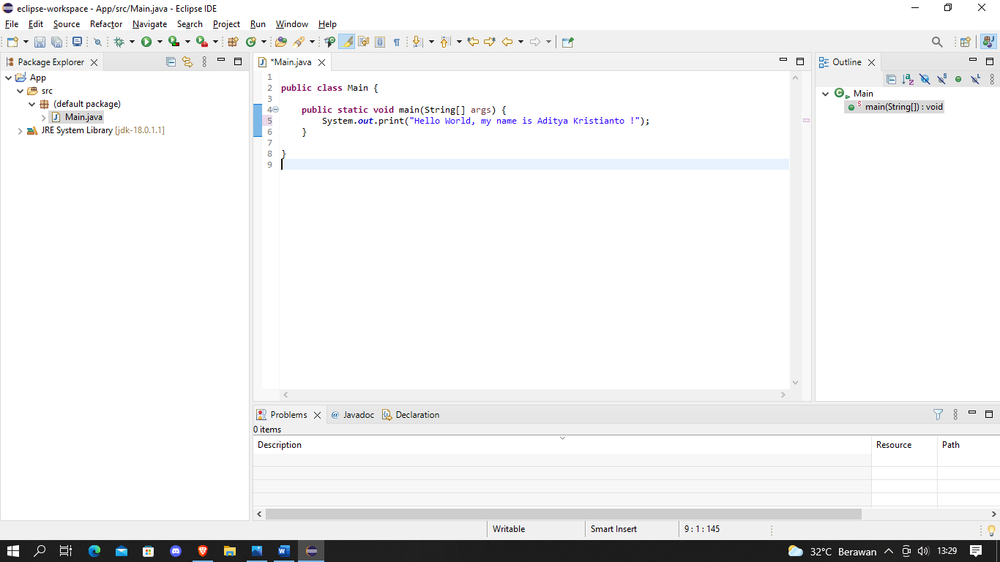 eclipse-workspace - App/src/Main.java - Eclipse IDE
File Edit Source Refactor Navigate Search Project Run Window Help
Package Explorer
App
src
(default package)
Main.java
JRE System Library [jdk-18.0.1.1]
*Main.java
1
2 public class Main {
3
4 public static void main(String[] args) {
5 System.out.print("Hello World, my name is Aditya Kristianto !");
6 }
7
8 }
9
Outline
Main
main(String[]) : void
Problems @ Javadoc Declaration
0 items
Description Resource Path
Writable Smart Insert 9 : 1 : 145
32°C Berawan 13:29